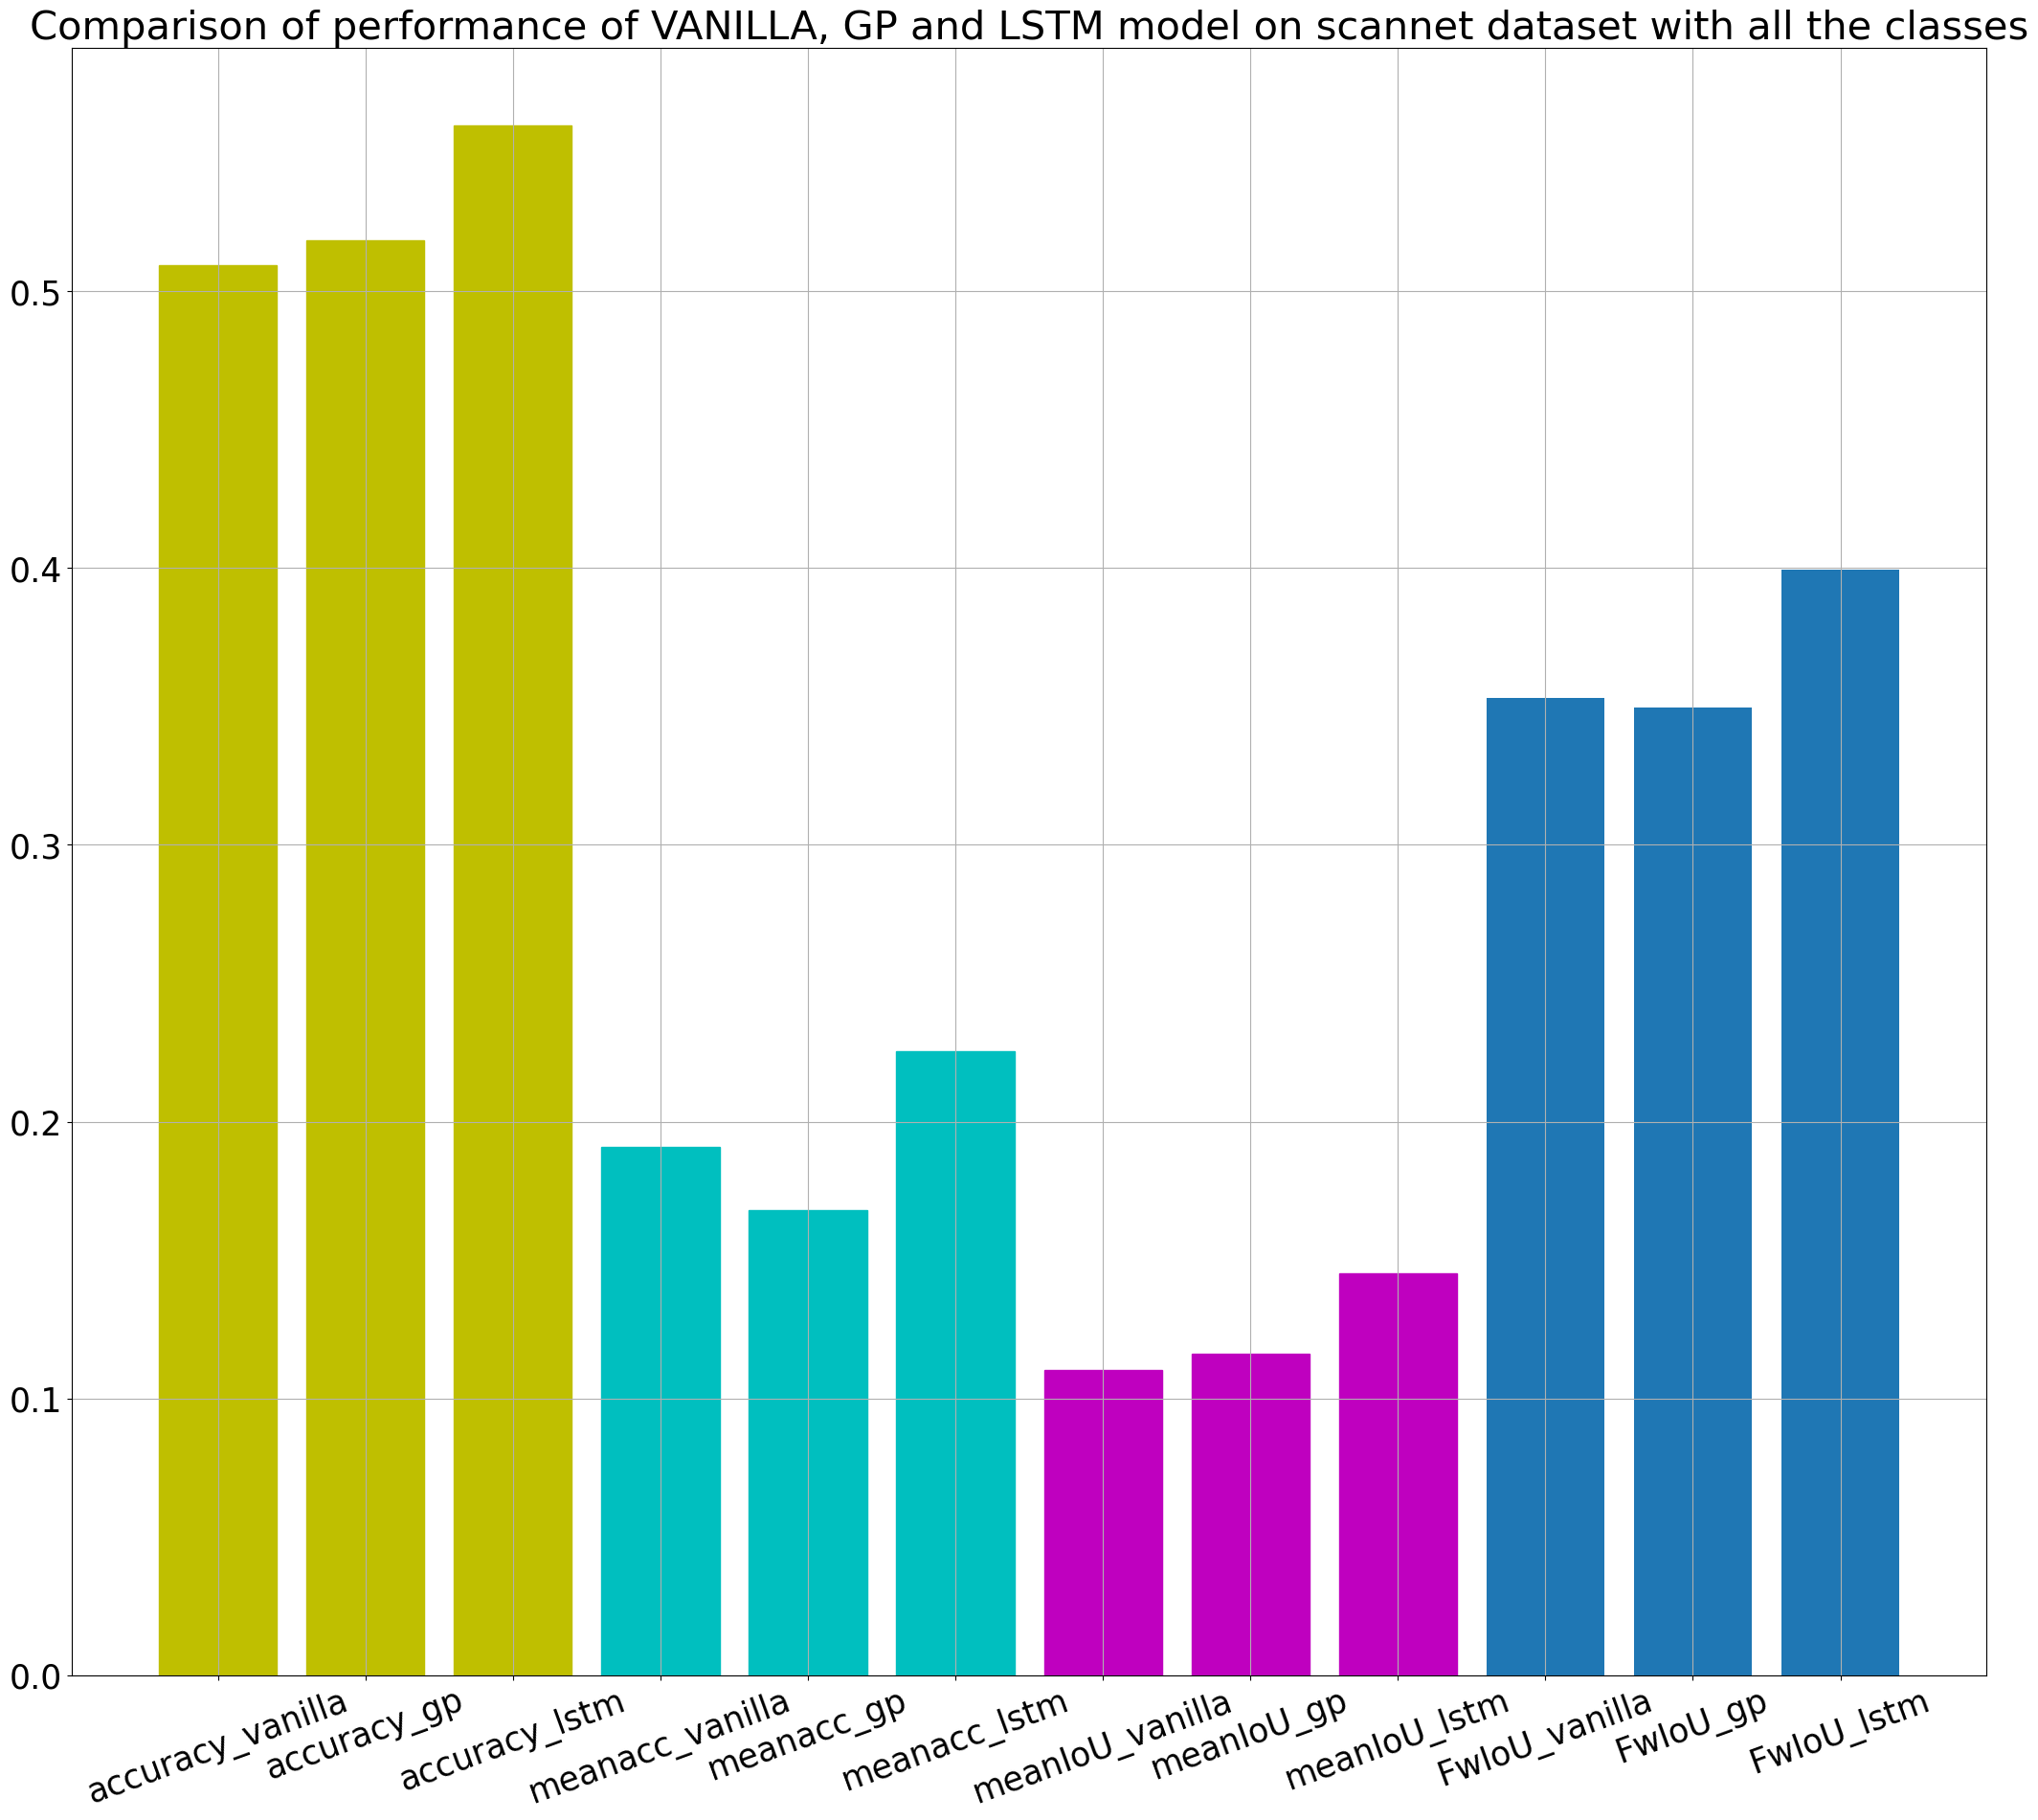 Comparison of performance of VANILLA, GP and LSTM model on scannet dataset with all the classes
0.5
0.4
0.3
0.2
0.1
0.0
accuracy_vanilla
accuracy_gp
accuracy_lstm
meanacc_vanilla
meanacc_gp
meanacc_lstm
meanIoU_vanilla
meanIoU_gp
meanIoU_lstm
FwIoU_vanilla
FwIoU_gp
FwIoU_lstm